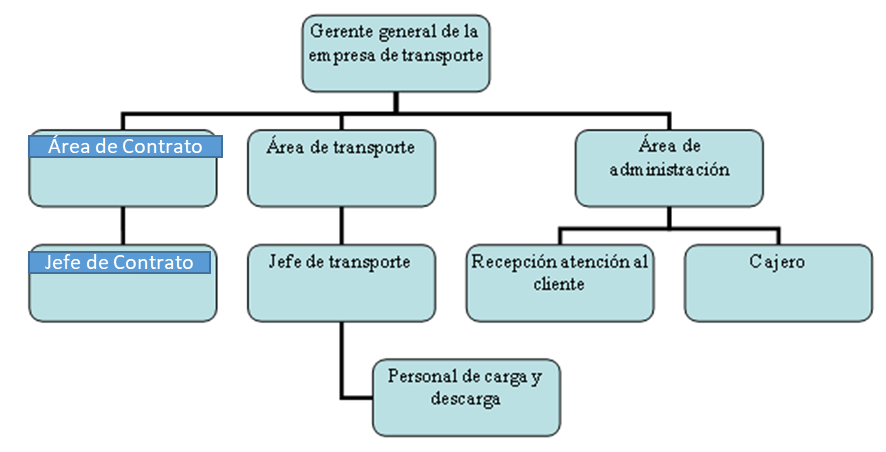 Gerente general de la
empresa de transporte
Área de Contrato
Área de transporte
Área de
administración
Jefe de Contrato
Jefe de transporte
Recepción atención al
cliente
Cajero
Personal de carga y
descarga